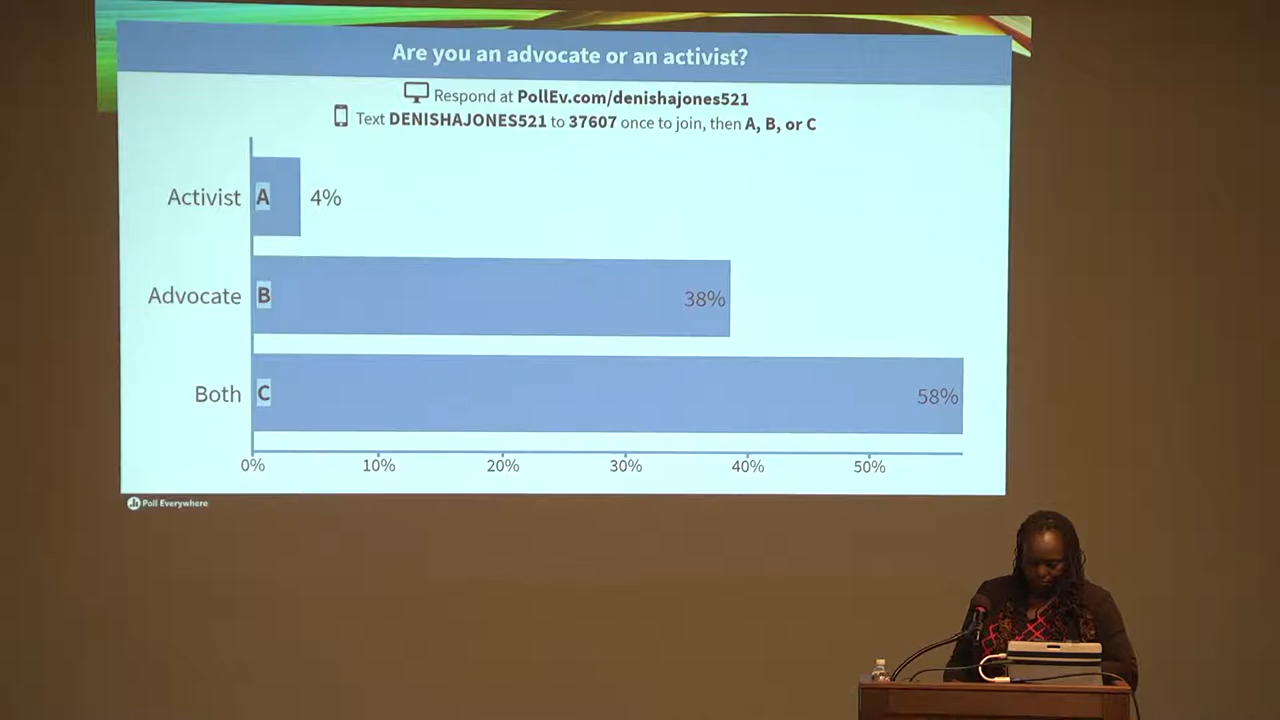 Are you an advocate or an activist?
Respond at PollEv.com/denishajones521
Text DENISHAJONES521 to 37607 once to join, then A, B, or C
Activist A 4%
Advocate B 38%
Both C 58%
0% 10% 20% 30% 40% 50%
Poll Everywhere